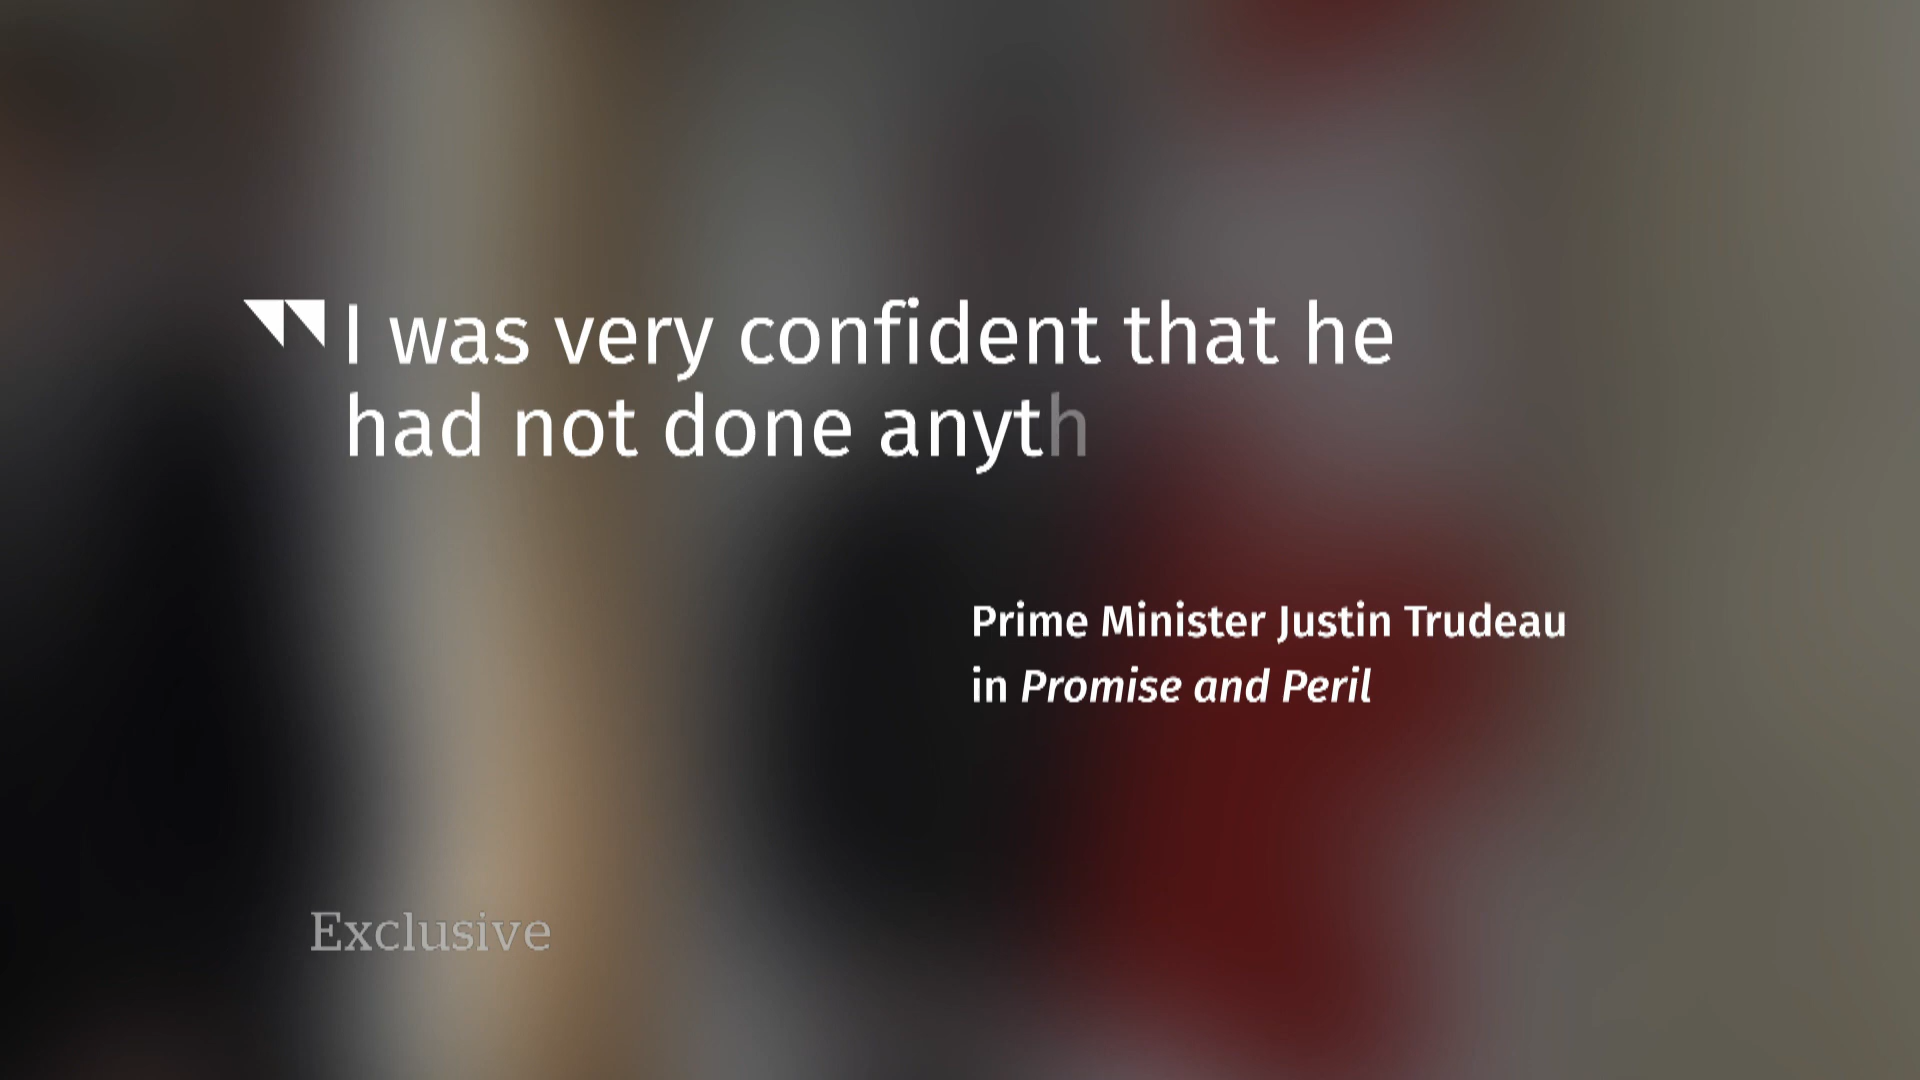 I was very confident that he
had not done anyth
Prime Minister Justin Trudeau
in Promise and Peril
Exclusive